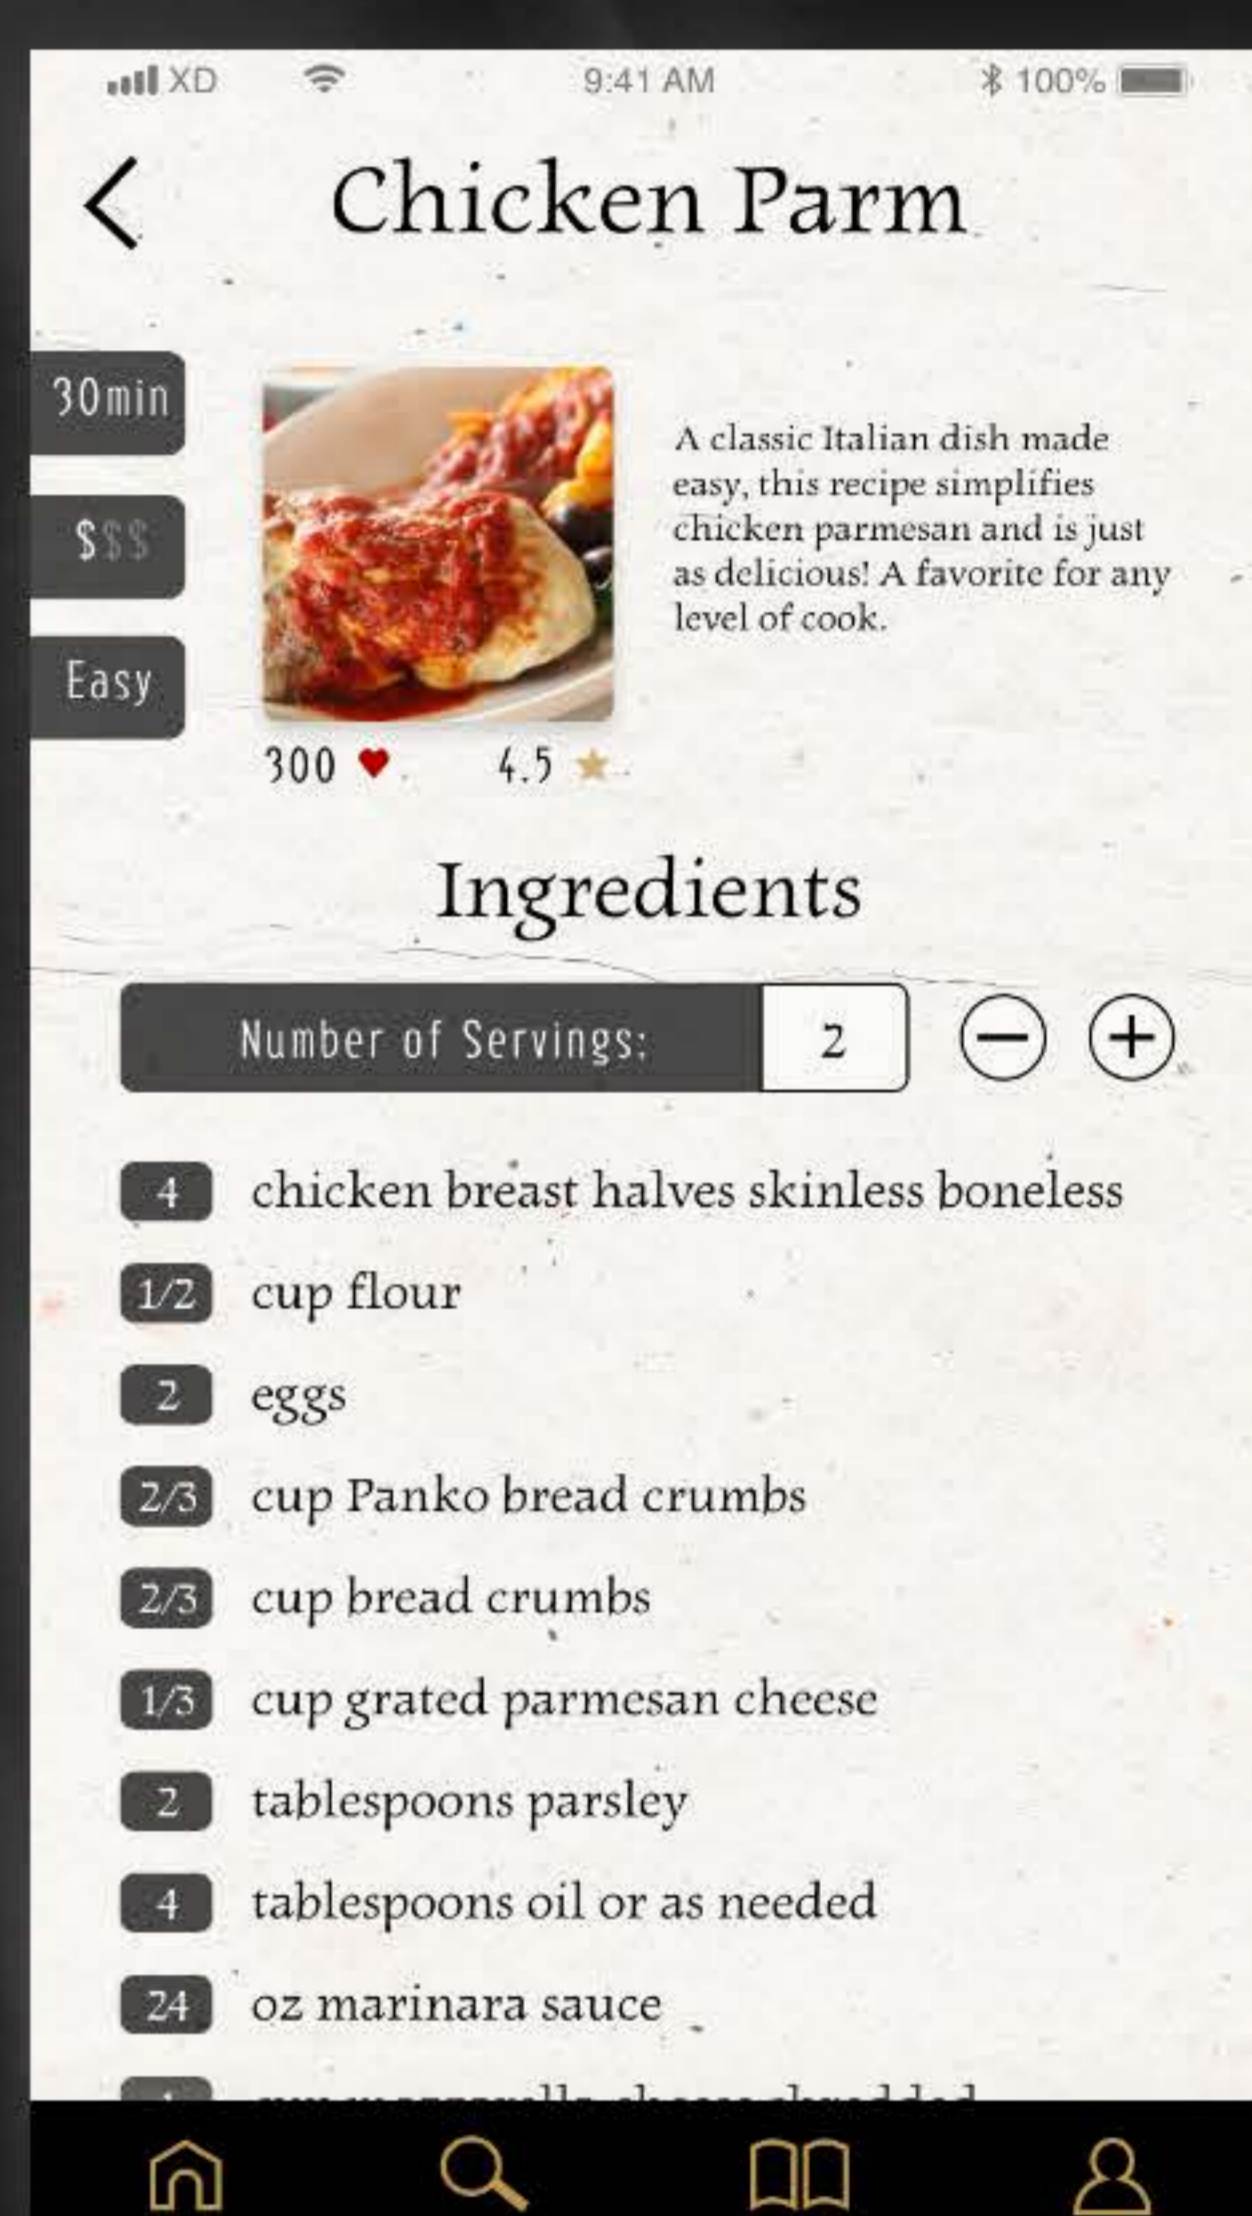 XD 9:41 AM 100%
Chicken Parm
30min
$$$
Easy
A classic Italian dish made
easy, this recipe simplifies
chicken parmesan and is just
as delicious! A favorite for any
level of cook.
300 4.5
Ingredients
Number of Servings: 2
4 chicken breast halves skinless boneless
1/2 cup flour
2 eggs
2/3 cup Panko bread crumbs
2/3 cup bread crumbs
1/3 cup grated parmesan cheese
2 tablespoons parsley
4 tablespoons oil or as needed
24 oz marinara sauce